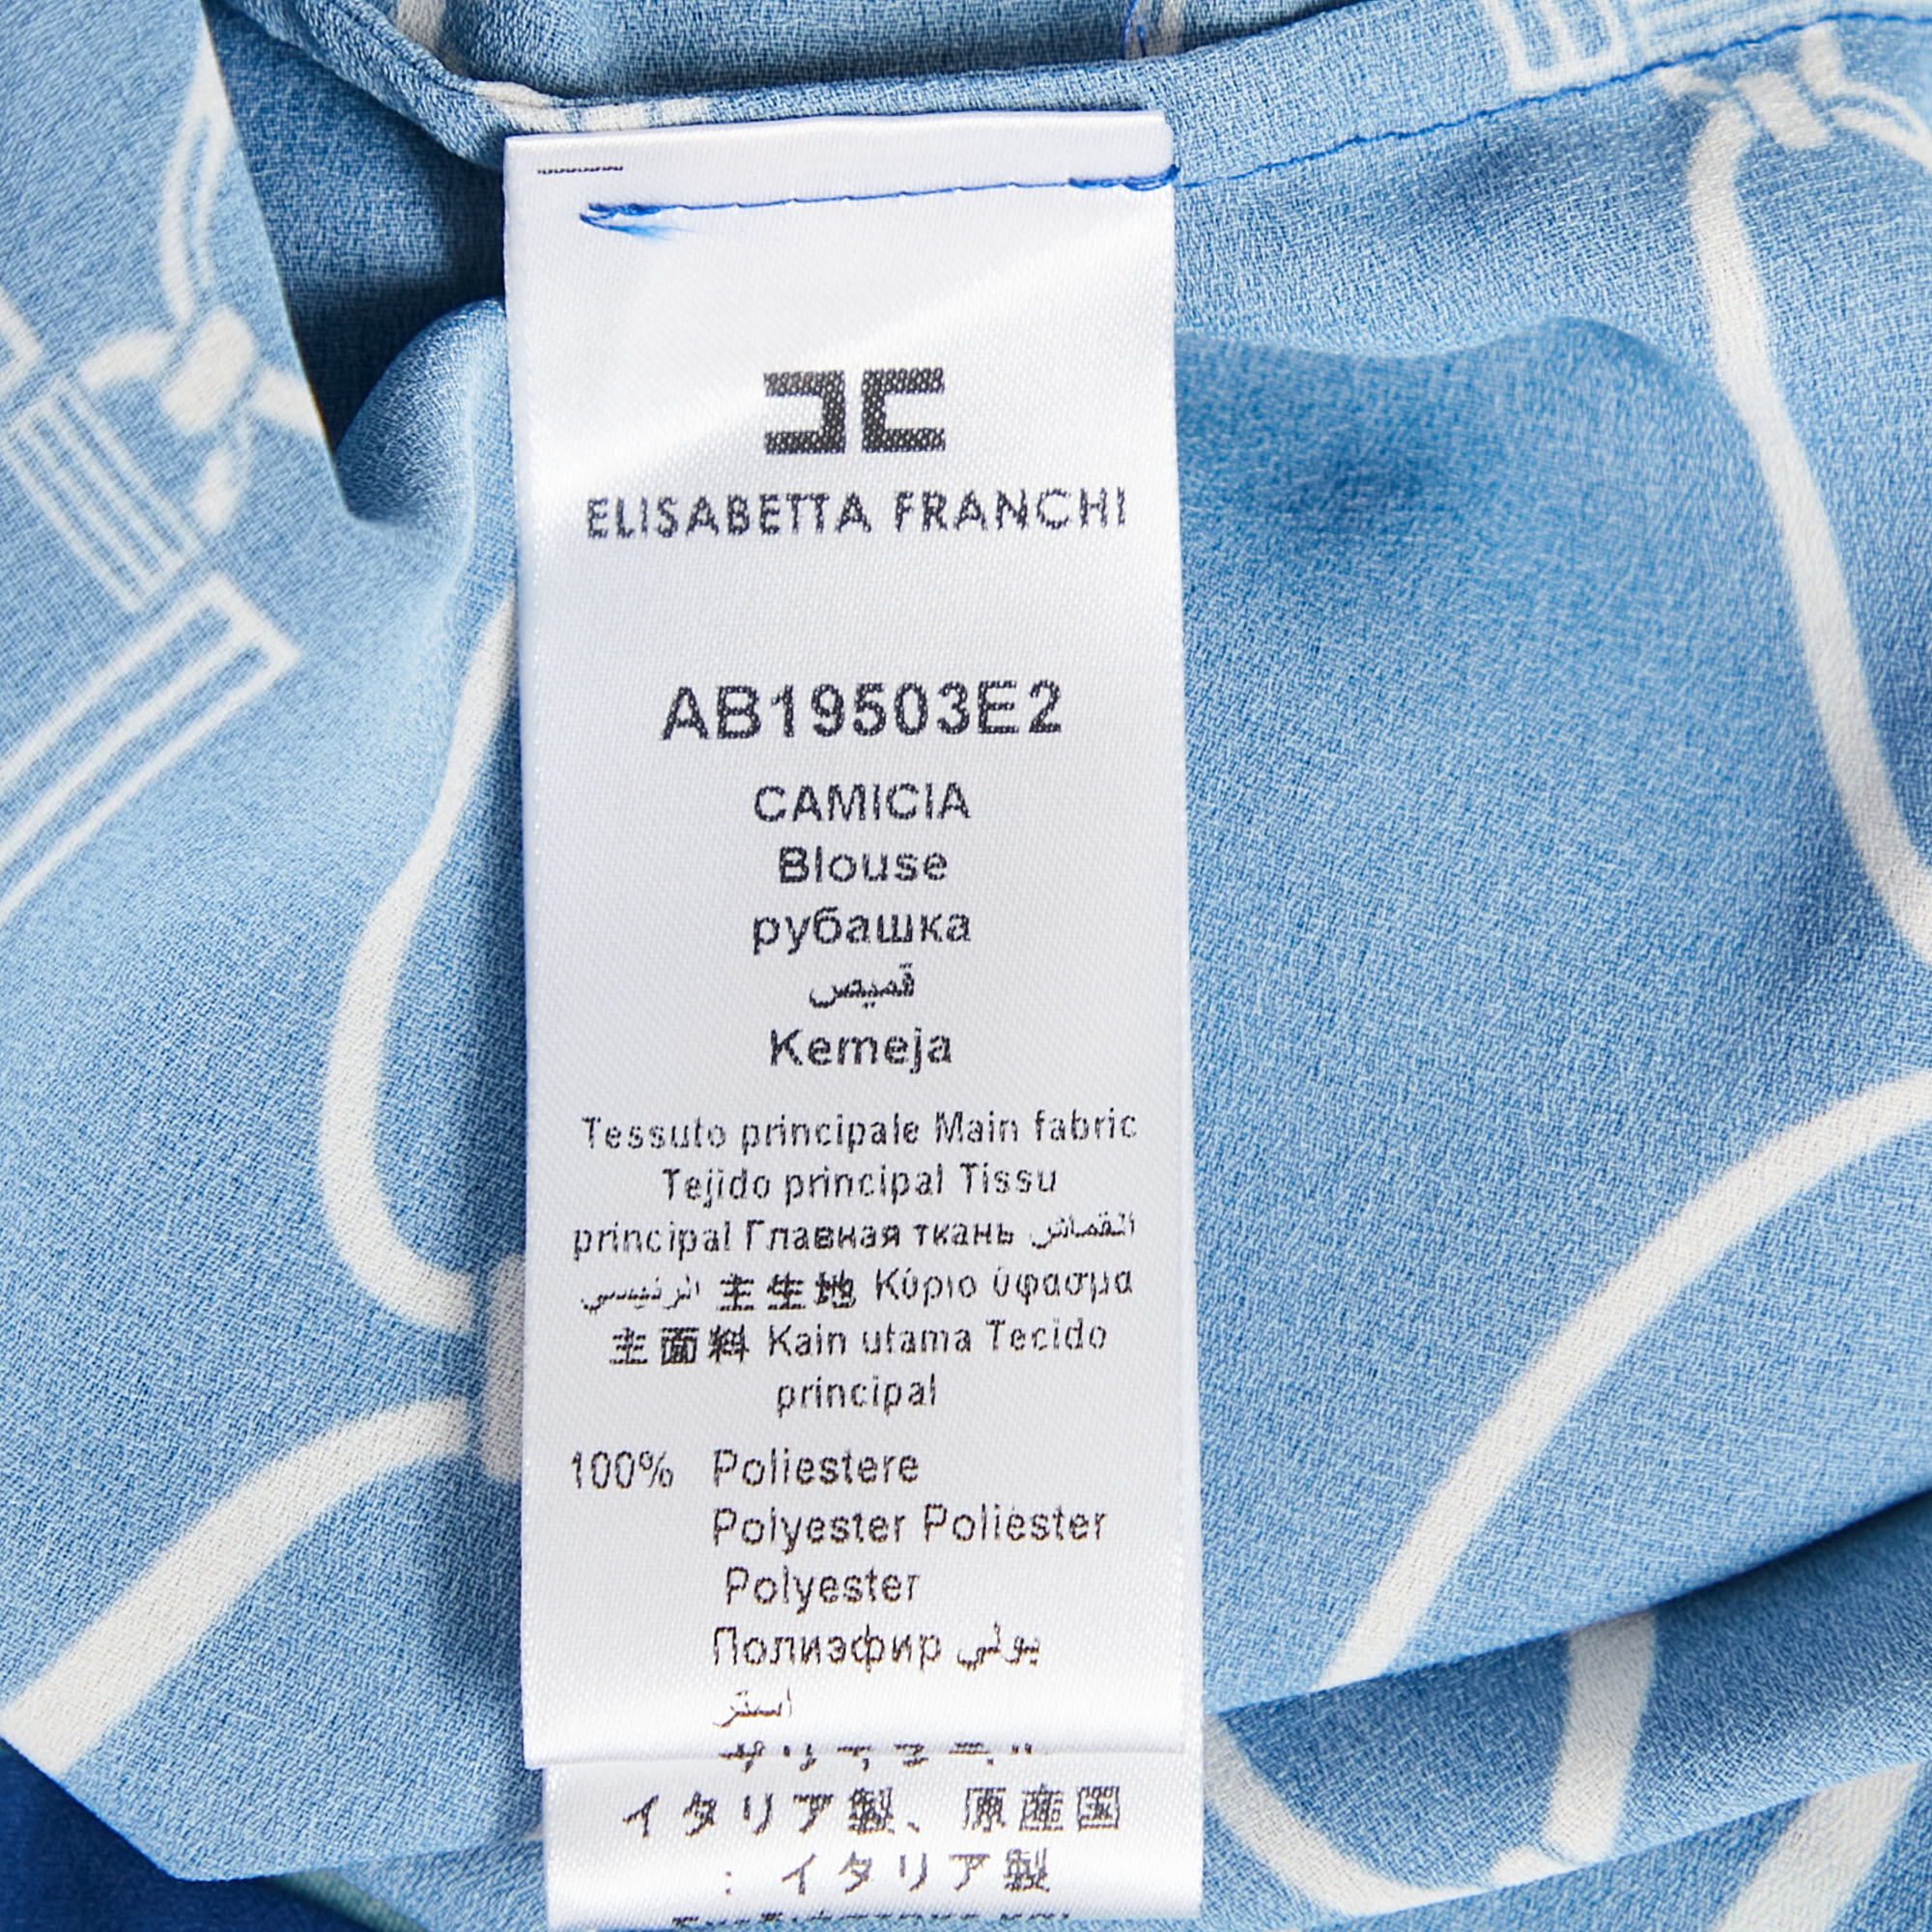 ELISABETTA FRANCHI
AB19503E2
CAMICIA
Blouse
рубашка
قميص
Kemeja
Tessuto principale Main fabric
Tejido principal Tissu
principal Главная ткань القماش
الرئيسي 主生地 Κύριο ύφασμα
主面料 Kain utama Tecido
principal
100% Poliestere
Polyester Poliéster
Polyester
Полиэфир بولي
استر
イタリア製、原産国
: イタリア製